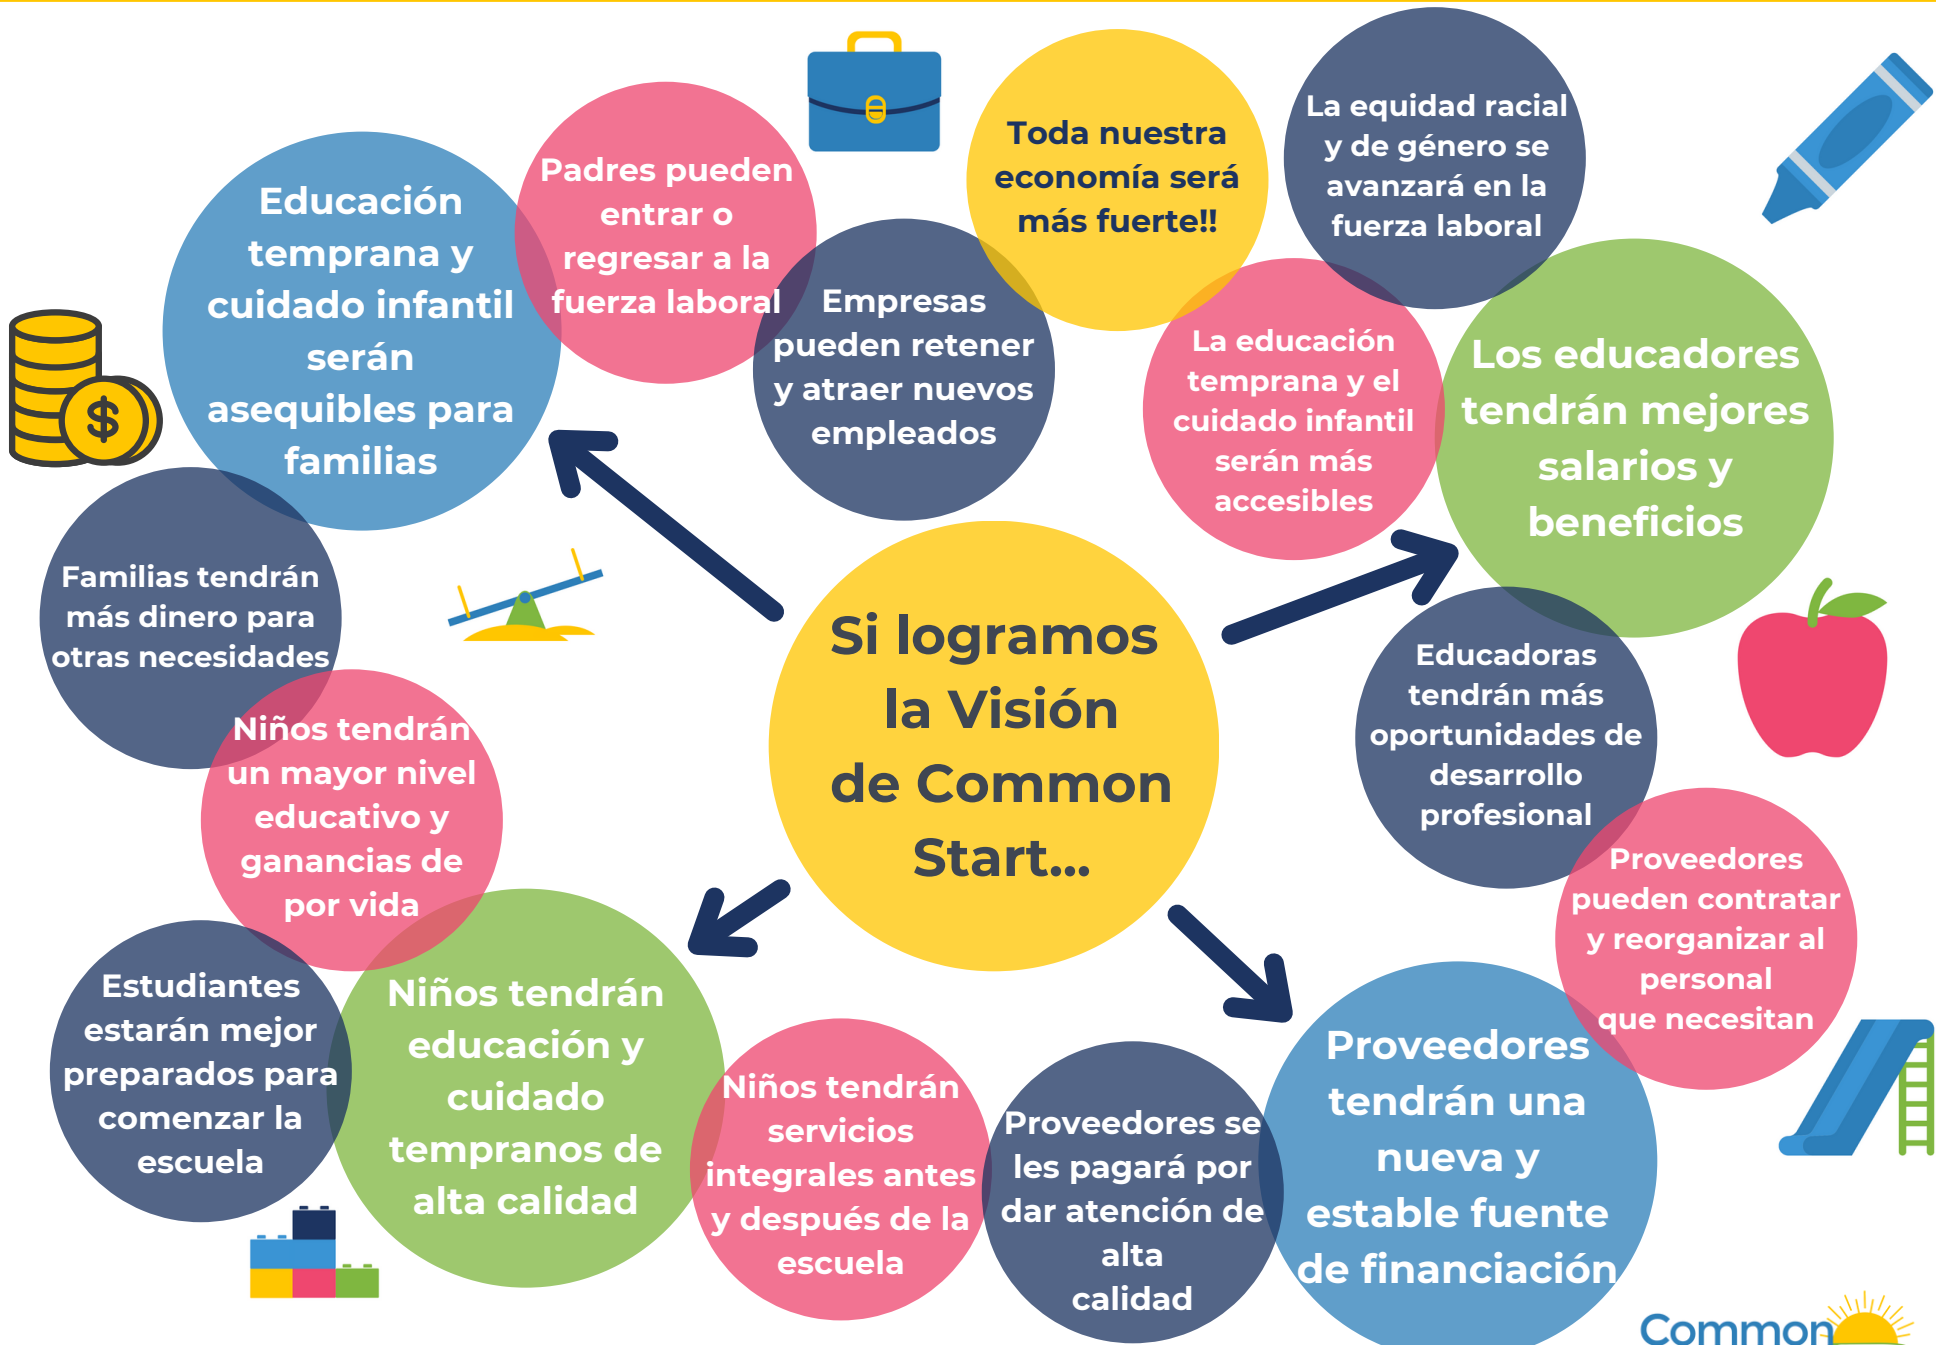 Educación
temprana y
cuidado infantil
serán
asequibles para
familias
Padres pueden
entrar o
regresar a la
fuerza laboral
Empresas
pueden retener
y atraer nuevos
empleados
Toda nuestra
economía será
más fuerte!!
La equidad racial
y de género se
avanzará en la
fuerza laboral
La educación
temprana y el
cuidado infantil
serán más
accesibles
Los educadores
tendrán mejores
salarios y
beneficios
$
Familias tendrán
más dinero para
otras necesidades
Si logramos
la Visión
de Common
Start...
Educadoras
tendrán más
oportunidades de
desarrollo
profesional
Niños tendrán
un mayor nivel
educativo y
ganancias de
por vida
Proveedores
pueden contratar
y reorganizar al
personal
que necesitan
Estudiantes
estarán mejor
preparados para
comenzar la
escuela
Niños tendrán
educación y
cuidado
tempranos de
alta calidad
Niños tendrán
servicios
integrales antes
y después de la
escuela
Proveedores se
les pagará por
dar atención de
alta
calidad
Proveedores
tendrán una
nueva y
estable fuente
de financiación
Common